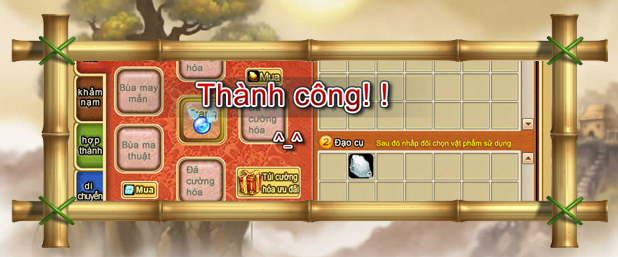 khảm
nạm
hợp
thành
di
chuyển
Bùa may
mắn
Bùa ma
thuật
Mua
hóa
Đá
cường
hóa
Mua
cường
hóa
Túi cường
hóa ưu đãi
Thành công! !
^_^
2 Đạo cụ Sau đó nhấp đôi chọn vật phẩm sử dụng